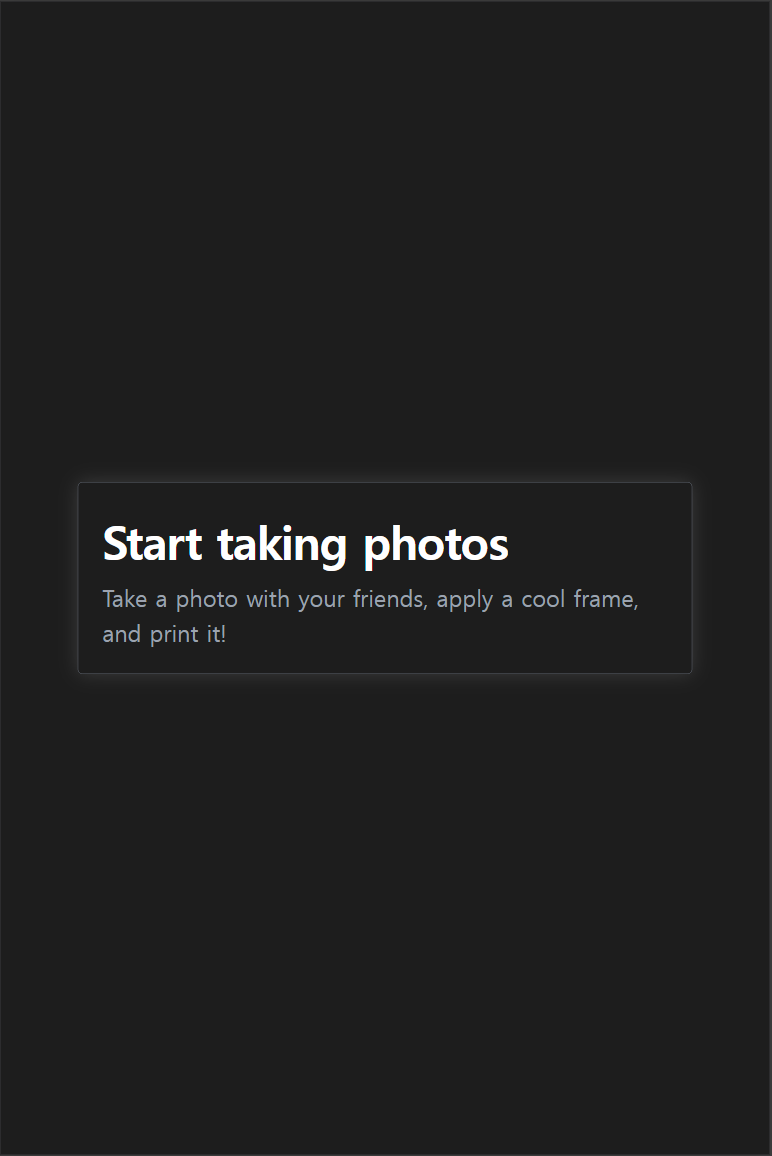 Start taking photos
Take a photo with your friends, apply a cool frame,
and print it!